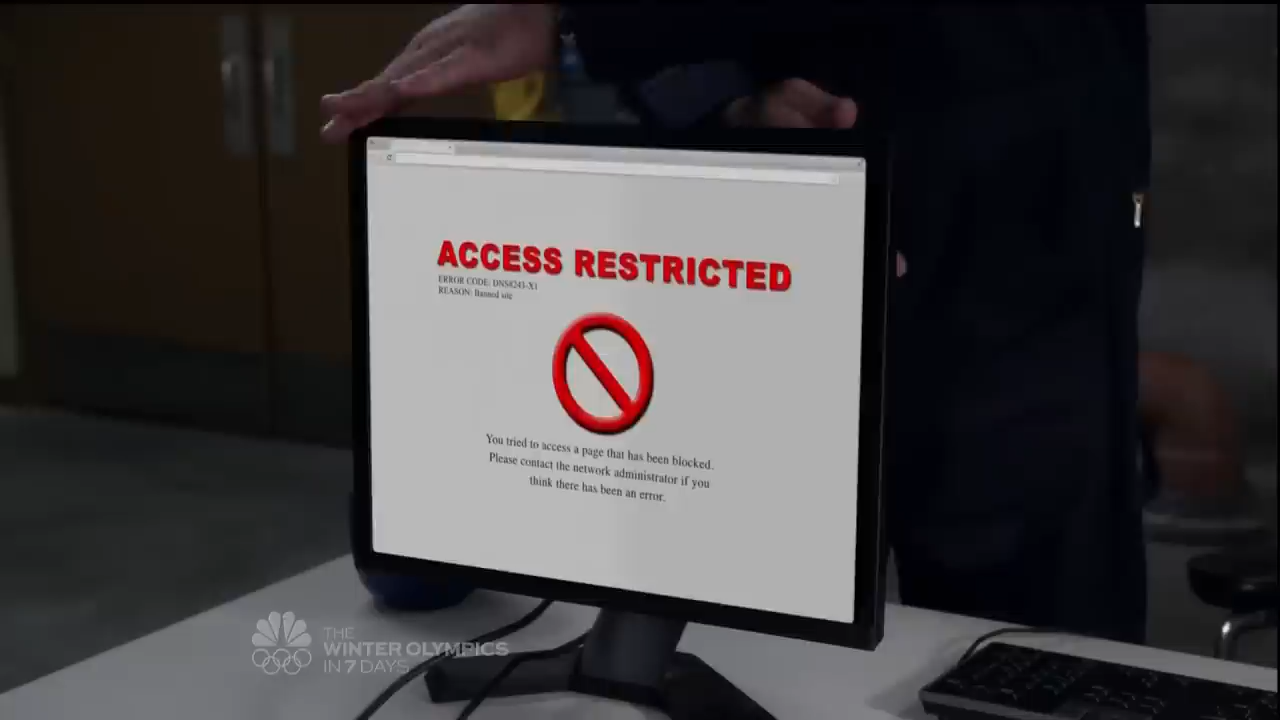 ACCESS RESTRICTED
ERROR CODE: DNS8243-X1
REASON: Banned site
You tried to access a page that has been blocked.
Please contact the network administrator if you
think there has been an error.
THE
WINTER OLYMPICS
IN 7 DAYS